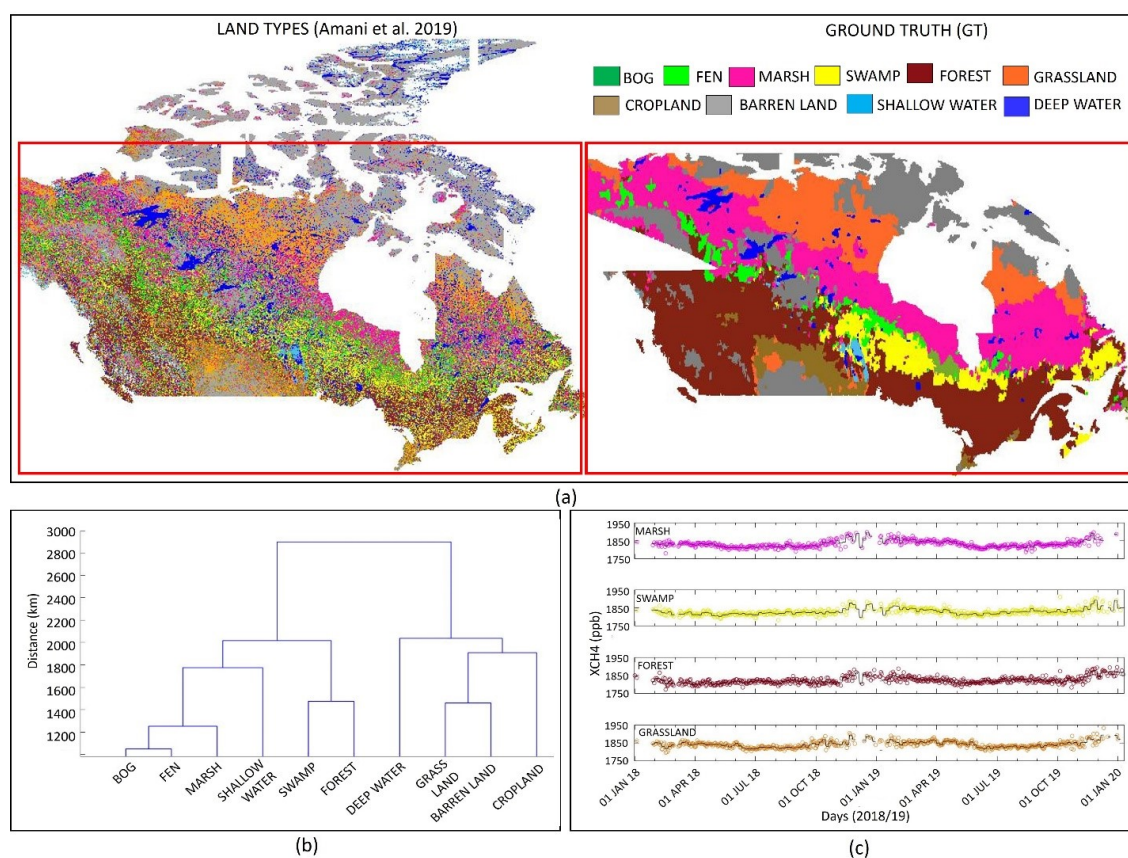 LAND TYPES (Amani et al. 2019)
GROUND TRUTH (GT)
BOG FEN MARSH SWAMP FOREST GRASSLAND
CROPLAND BARREN LAND SHALLOW WATER DEEP WATER
(a)
3000
2800
2600
2400
2200
2000
1800
1600
1400
1200
Distance (km)
BOG
FEN
MARSH
SHALLOW
WATER
SWAMP
FOREST
DEEP WATER
GRASS
LAND
BARREN LAND
CROPLAND
(b)
XCH4 (ppb)
1950
1850
1750
MARSH
1950
1850
1750
SWAMP
1950
1850
1750
FOREST
1950
1850
1750
GRASSLAND
01 JAN 18
01 APR 18
01 JUL 18
01 OCT 18
01 JAN 19
01 APR 19
01 JUL 19
01 OCT 19
01 JAN 20
Days (2018/19)
(c)